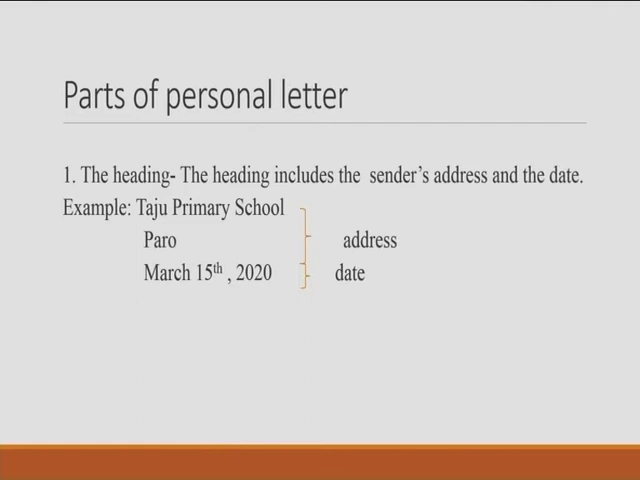 Parts of personal letter
1. The heading- The heading includes the sender's address and the date.
Example: Taju Primary School
Paro address
March 15th , 2020 date